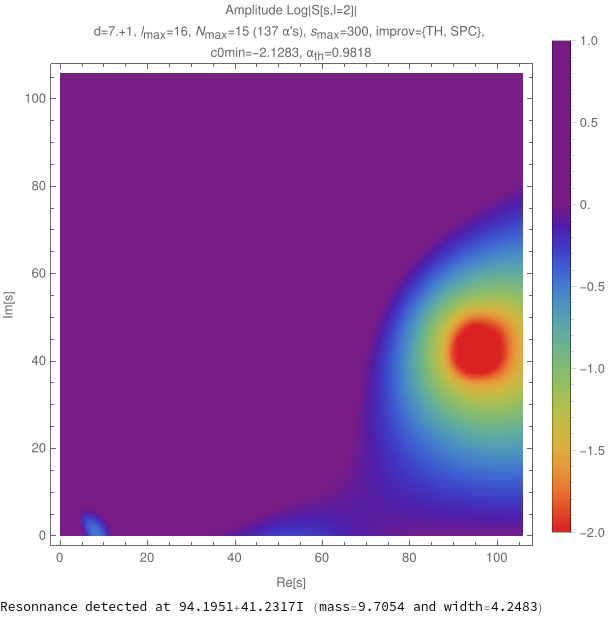 Amplitude Log|S[s,l=2]|
d=7.+1, lmax=16, Nmax=15 (137 α's), smax=300, improv={TH, SPC},
c0min=−2.1283, αth=0.9818
1.0
0.5
0.
−0.5
−1.0
−1.5
−2.0
100
80
60
40
20
0
Im[s]
0 20 40 60 80 100
Re[s]
Resonnance detected at 94.1951+41.2317I (mass=9.7054 and width=4.2483)